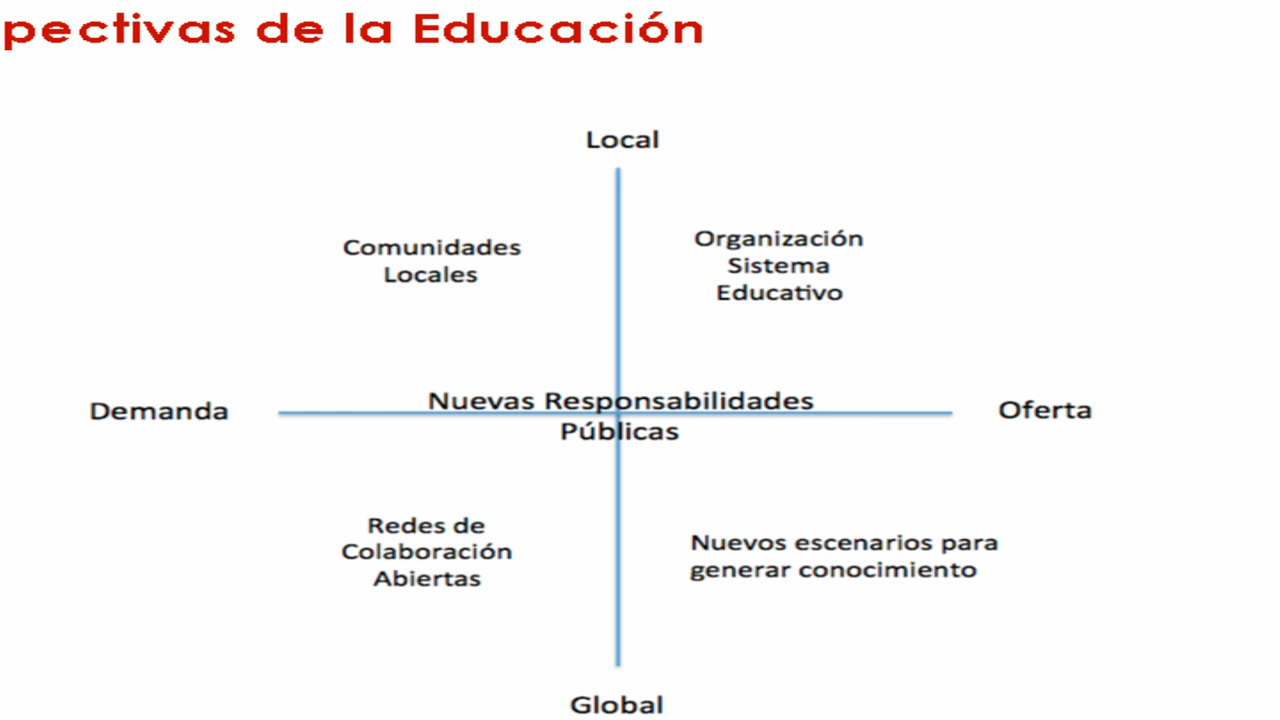 pectivas de la Educación
Local
Comunidades
Locales
Organización
Sistema
Educativo
Demanda
Nuevas Responsabilidades
Públicas
Oferta
Redes de
Colaboración
Abiertas
Nuevos escenarios para
generar conocimiento
Global